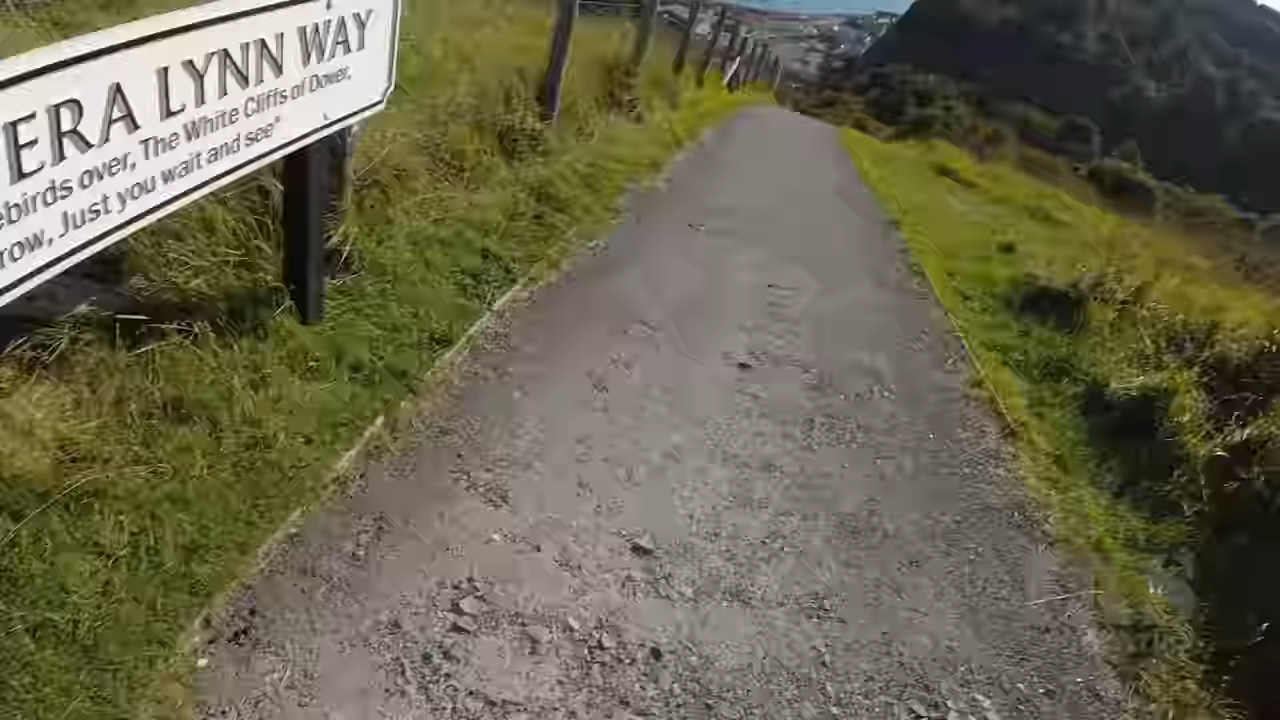 ERA LYNN WAY
ebirds over, The White Cliffs of Dover,
row, Just you wait and see"